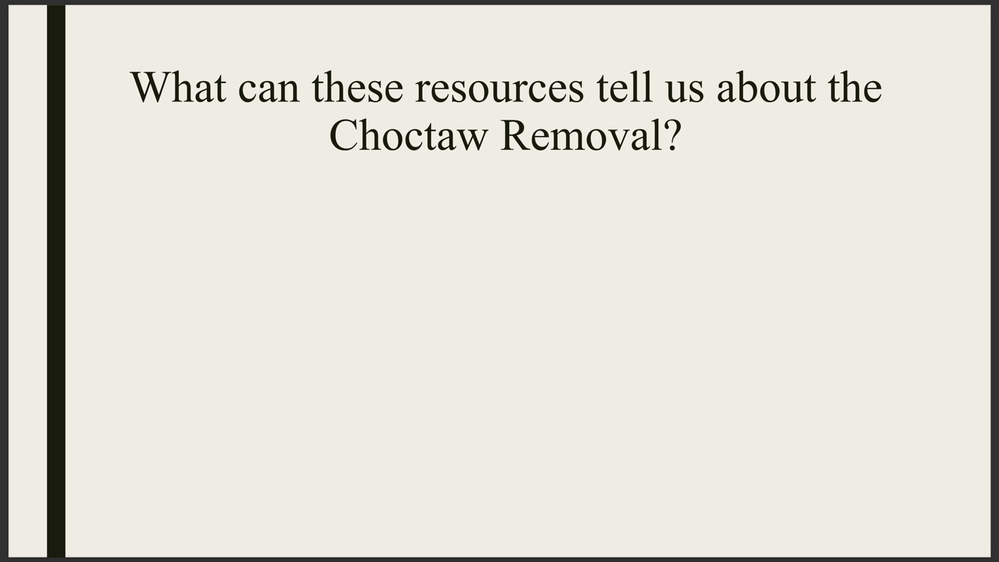 What can these resources tell us about the
Choctaw Removal?